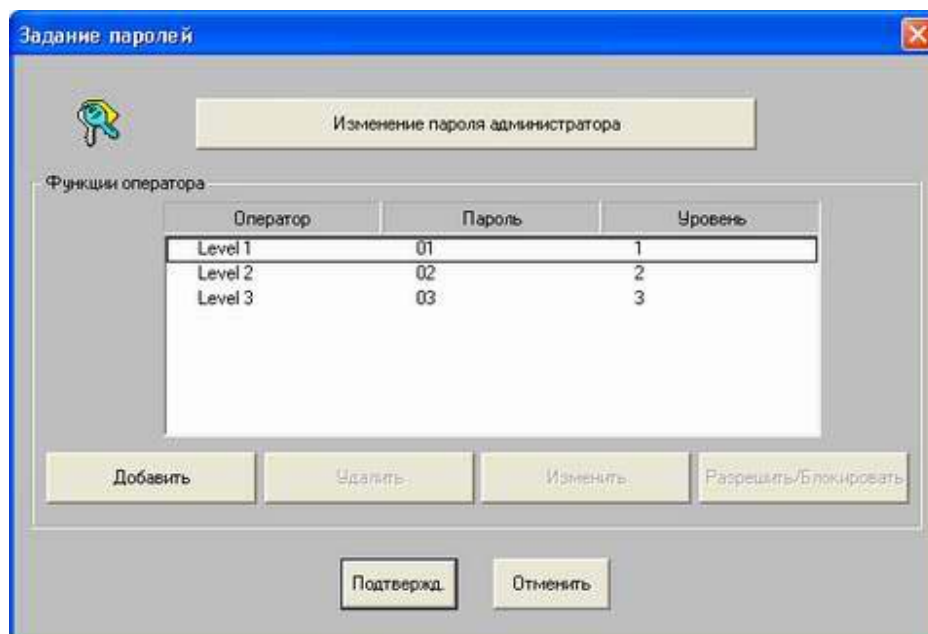 Задание паролей
Изменение пароля администратора
Функции оператора
Оператор Пароль Уровень
Level 1 01 1
Level 2 02 2
Level 3 03 3
Добавить Удалить Изменить Разрешить/Блокировать
Подтвержд. Отменить